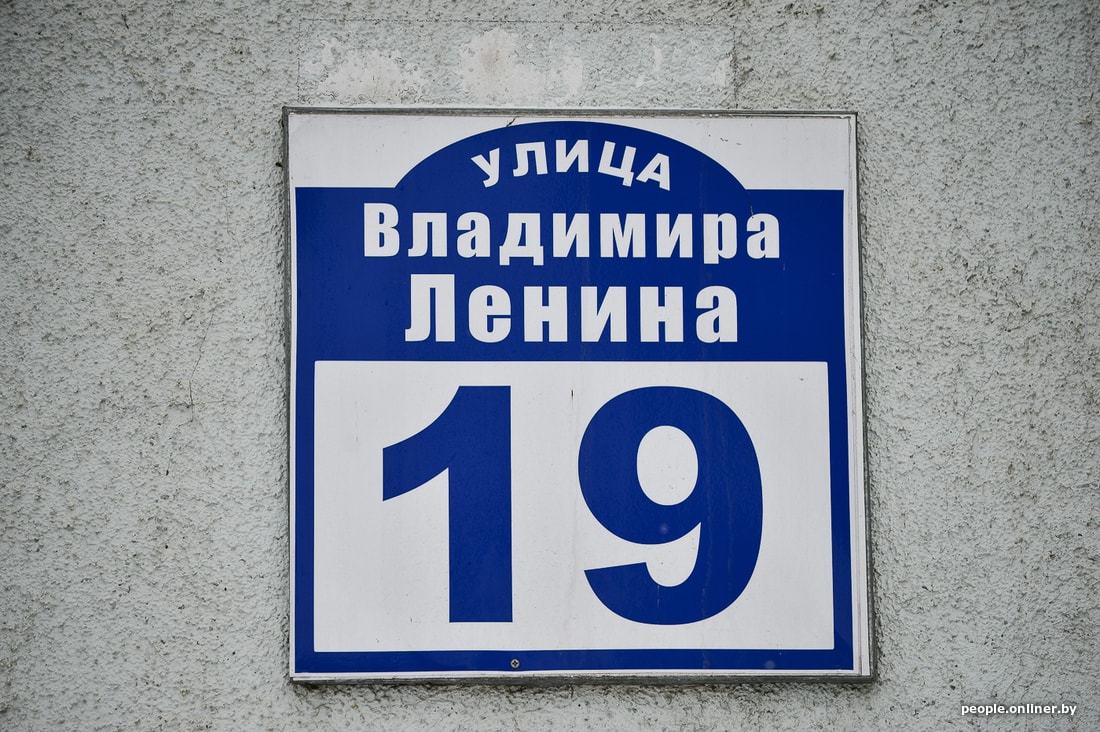 улица
Владимира
Ленина
19
people.onliner.by